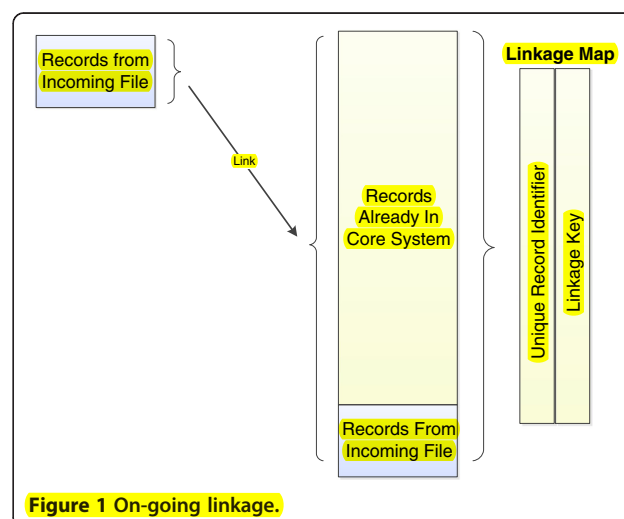 Records from
Incoming File
Link
Records
Already In
Core System
Records From
Incoming File
Linkage Map
Unique Record Identifier
Linkage Key
Figure 1 On-going linkage.